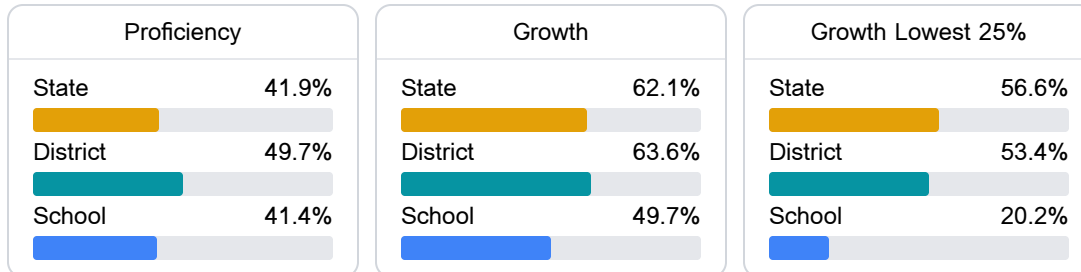 Proficiency
State 41.9%
District 49.7%
School 41.4%
Growth
State 62.1%
District 63.6%
School 49.7%
Growth Lowest 25%
State 56.6%
District 53.4%
School 20.2%